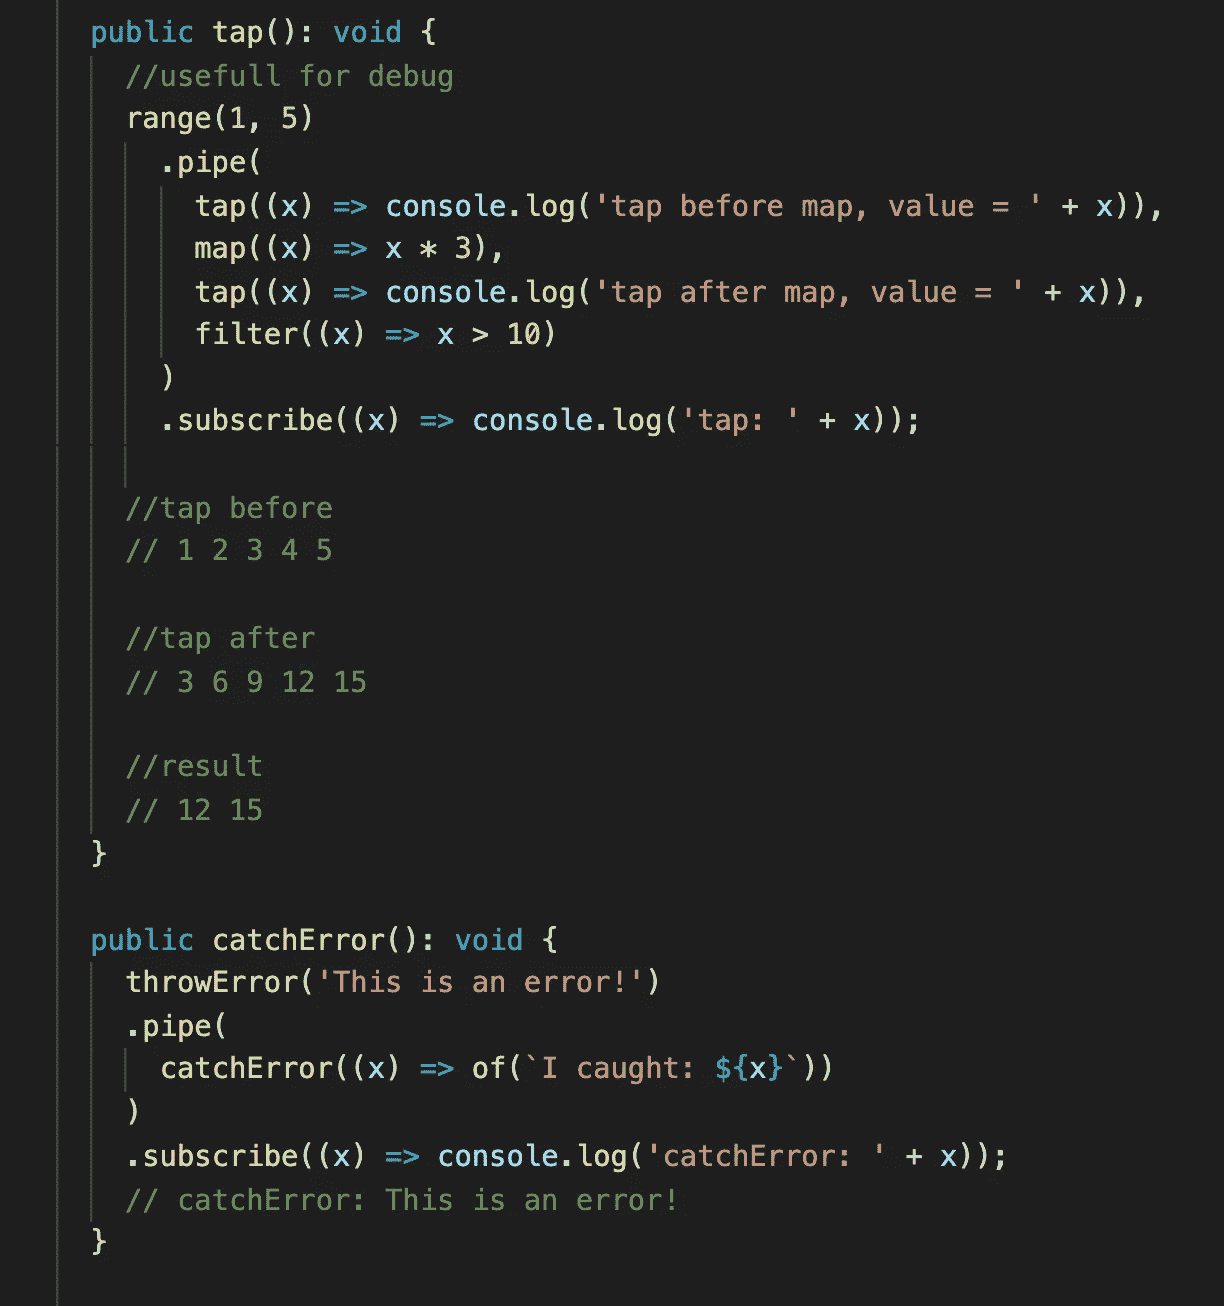 public tap(): void {
//usefull for debug
range(1, 5)
.pipe(
tap((x) => console.log('tap before map, value = ' + x)),
map((x) => x * 3),
tap((x) => console.log('tap after map, value = ' + x)),
filter((x) => x > 10)
)
.subscribe((x) => console.log('tap: ' + x));
//tap before
// 1 2 3 4 5
//tap after
// 3 6 9 12 15
//result
// 12 15
}
public catchError(): void {
throwError('This is an error!')
.pipe(
catchError((x) => of(`I caught: ${x}`))
)
.subscribe((x) => console.log('catchError: ' + x));
// catchError: This is an error!
}